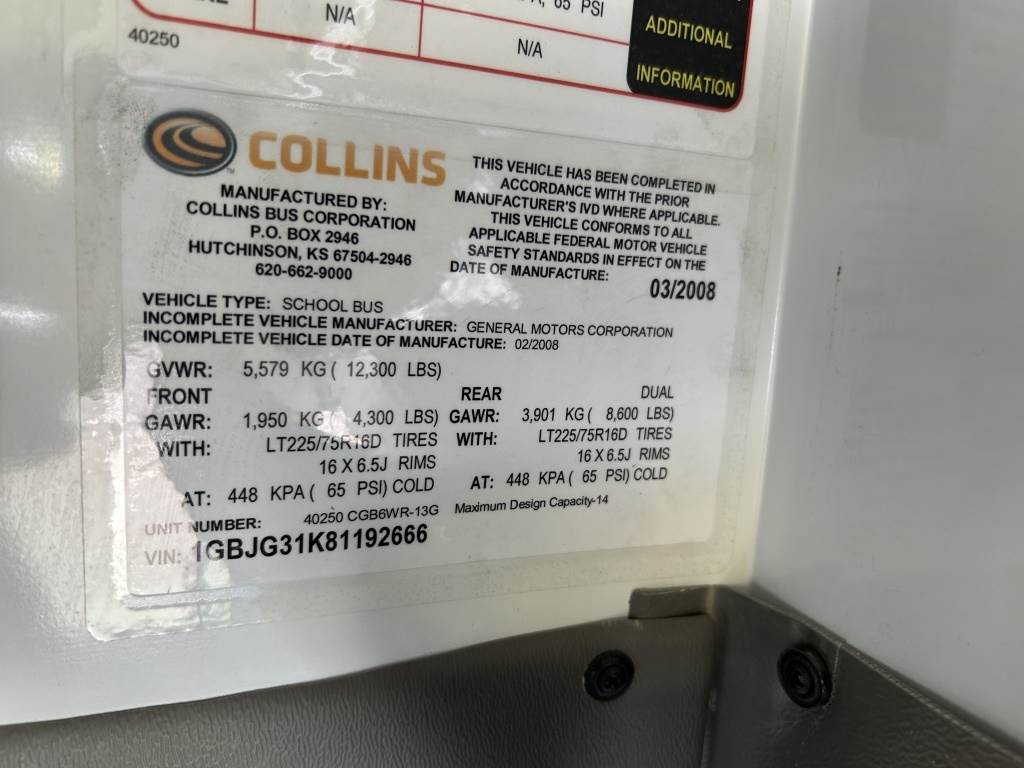 N/A
65 PSI
N/A
ADDITIONAL
INFORMATION
40250
COLLINS
TM
MANUFACTURED BY:
COLLINS BUS CORPORATION
P.O. BOX 2946
HUTCHINSON, KS 67504-2946
620-662-9000
THIS VEHICLE HAS BEEN COMPLETED IN
ACCORDANCE WITH THE PRIOR
MANUFACTURER'S IVD WHERE APPLICABLE.
THIS VEHICLE CONFORMS TO ALL
APPLICABLE FEDERAL MOTOR VEHICLE
SAFETY STANDARDS IN EFFECT ON THE
DATE OF MANUFACTURE:
03/2008
VEHICLE TYPE: SCHOOL BUS
INCOMPLETE VEHICLE MANUFACTURER: GENERAL MOTORS CORPORATION
INCOMPLETE VEHICLE DATE OF MANUFACTURE: 02/2008
GVWR: 5,579 KG ( 12,300 LBS)
FRONT REAR DUAL
GAWR: 1,950 KG ( 4,300 LBS) GAWR: 3,901 KG ( 8,600 LBS)
WITH: LT225/75R16D TIRES WITH: LT225/75R16D TIRES
16 X 6.5J RIMS 16 X 6.5J RIMS
AT: 448 KPA ( 65 PSI) COLD AT: 448 KPA ( 65 PSI) COLD
UNIT NUMBER: 40250 CGB6WR-13G Maximum Design Capacity-14
VIN: 1GBJG31K81192666